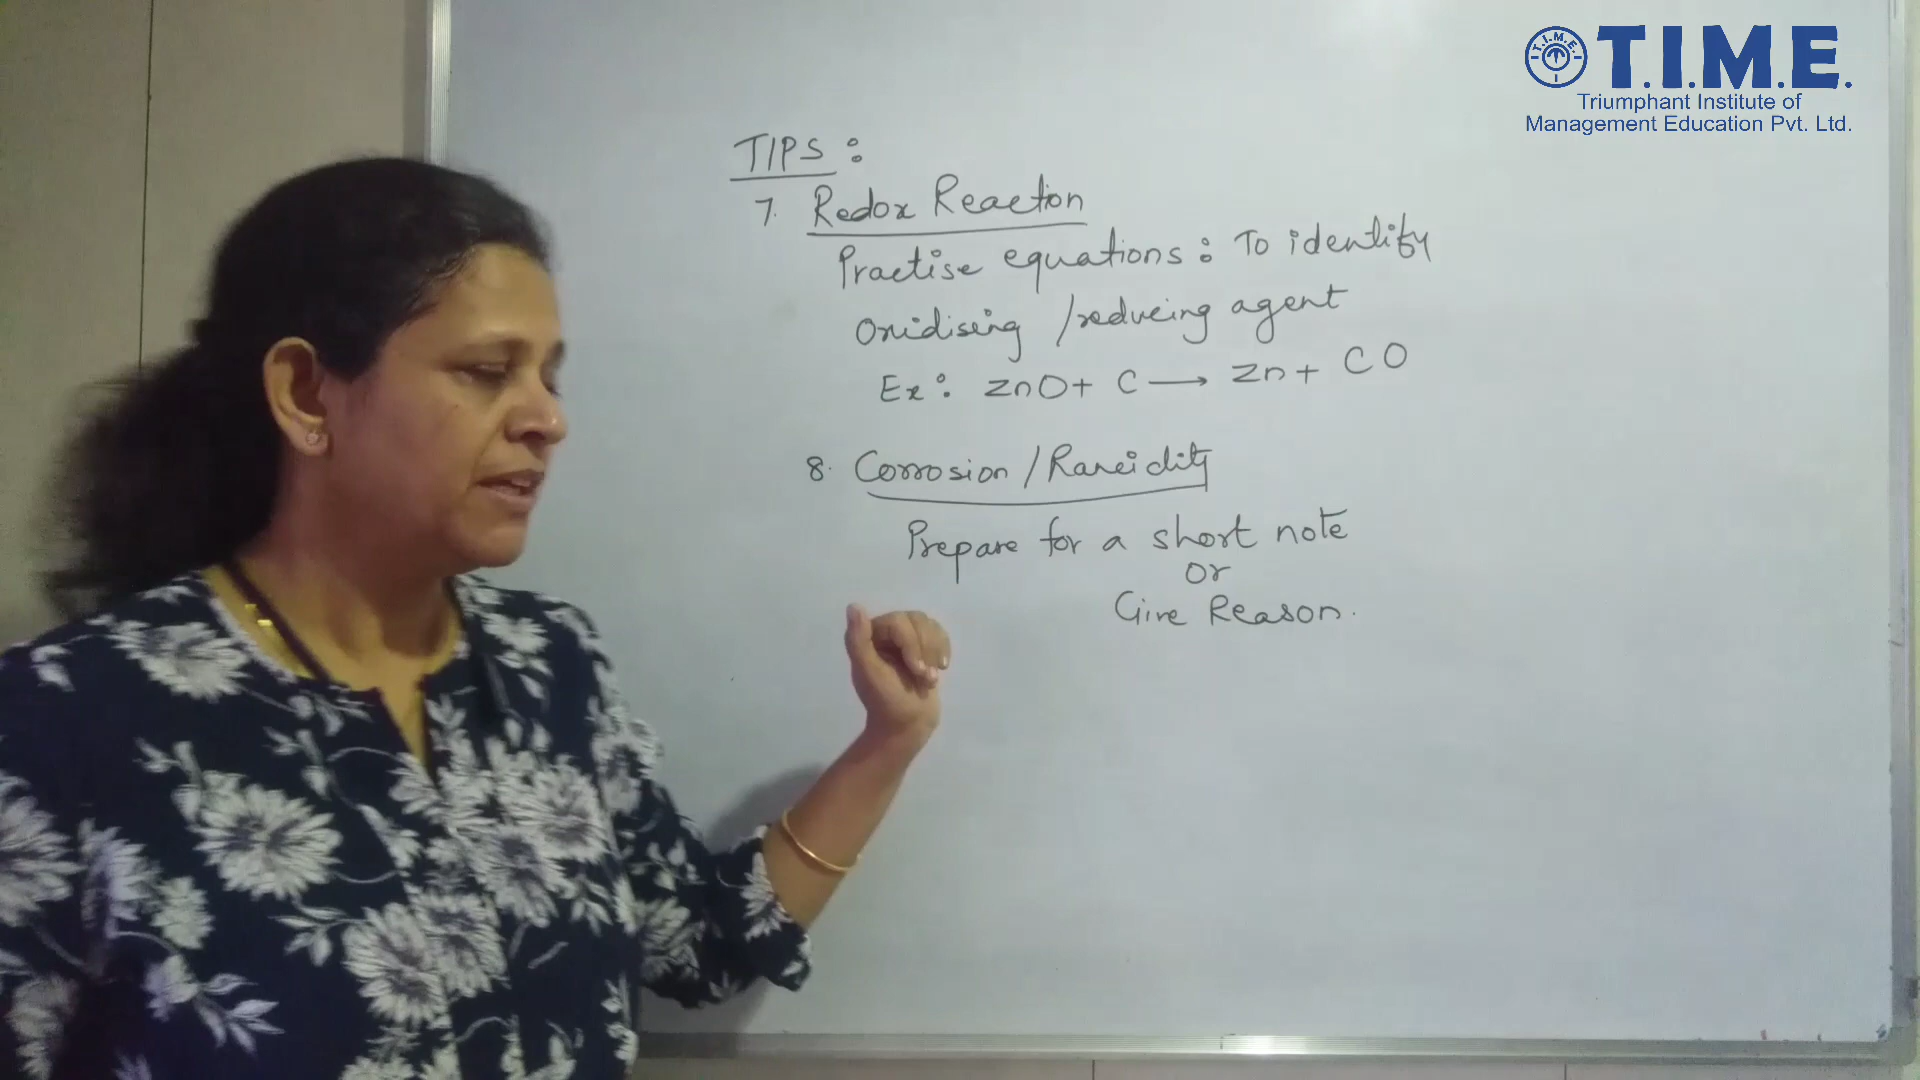 T.I.M.E.
Triumphant Institute of
Management Education Pvt. Ltd.
TIPS :
7. Redox Reaction
Practise equations : To identify
Oxidising / reducing agent
Ex : ZnO + C → Zn + CO
8. Corrosion / Rancidity
Prepare for a short note
Or
Give Reason.